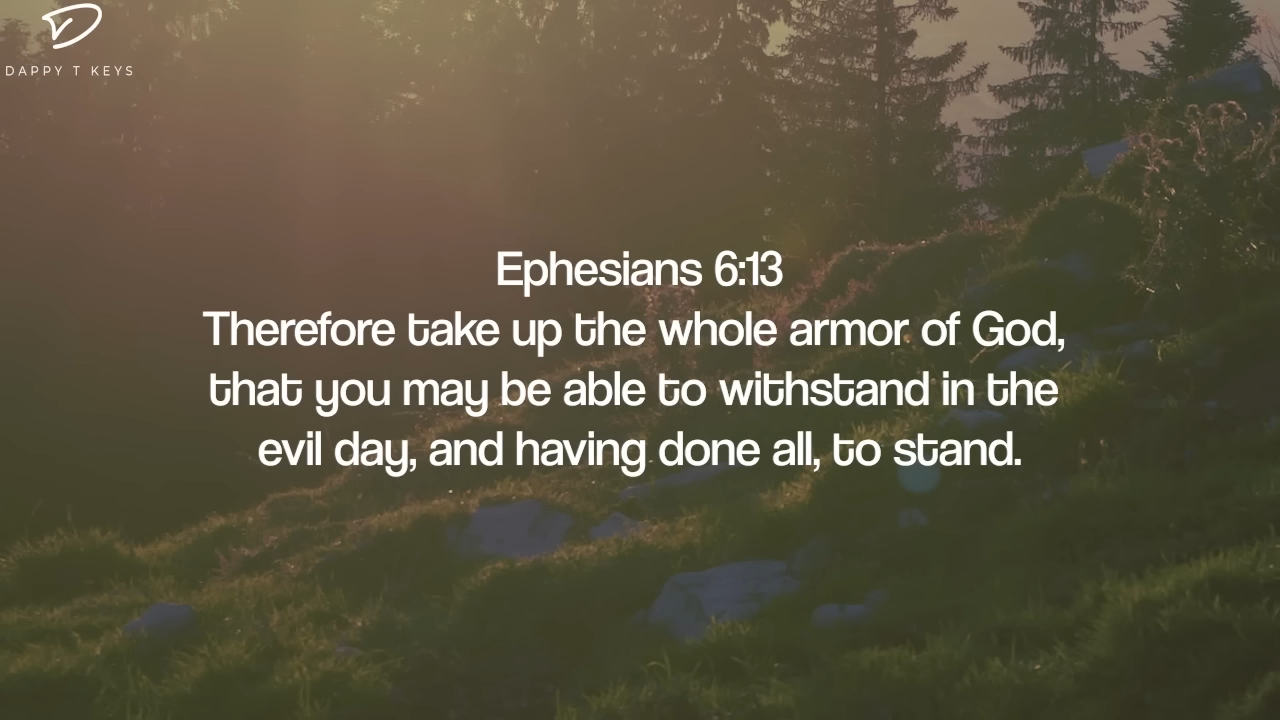 DAPPY T KEYS
Ephesians 6:13
Therefore take up the whole armor of God,
that you may be able to withstand in the
evil day, and having done all, to stand.